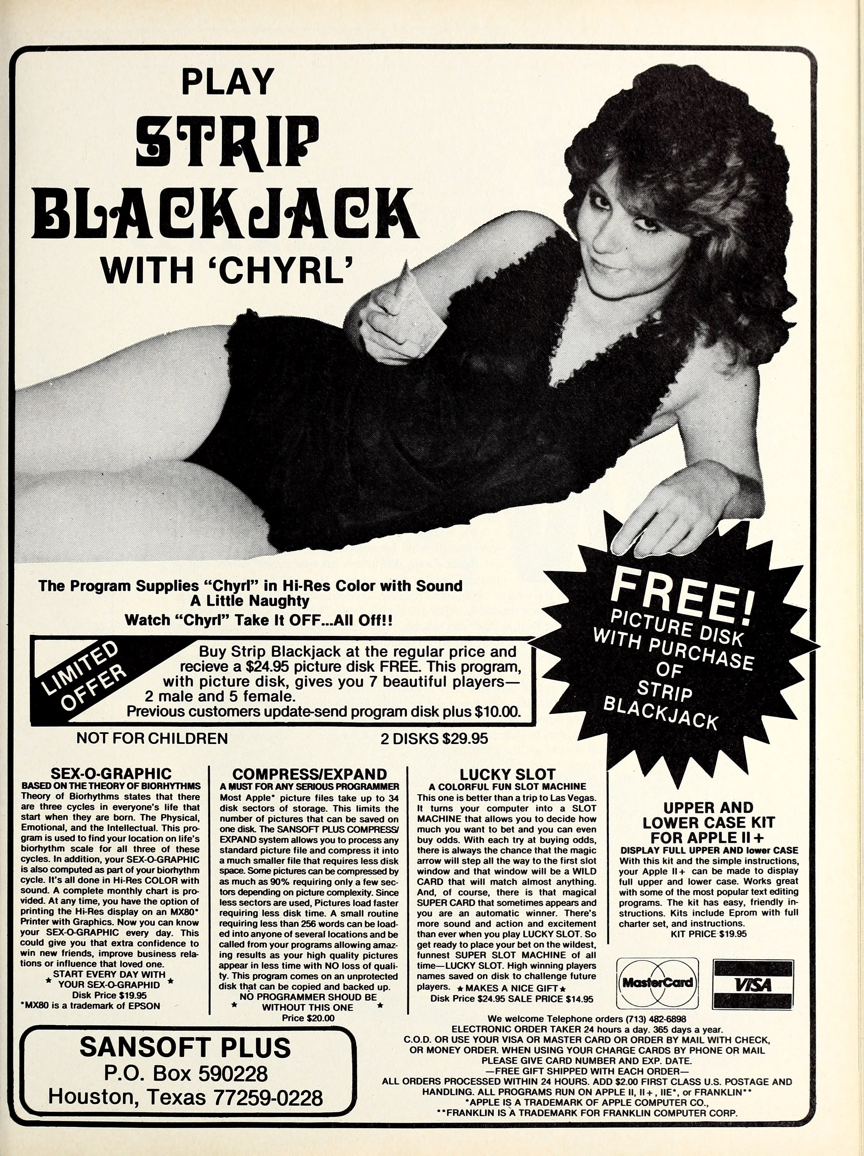 PLAY
STRIP
BLACKJACK
WITH ‘CHYRL’
The Program Supplies “Chyrl” in Hi-Res Color with Sound
A Little Naughty
Watch “Chyrl” Take It OFF...All Off!!
LIMITED
OFFER
Buy Strip Blackjack at the regular price and
recieve a $24.95 picture disk FREE. This program,
with picture disk, gives you 7 beautiful players—
2 male and 5 female.
Previous customers update-send program disk plus $10.00.
NOT FOR CHILDREN
2 DISKS $29.95
FREE!
PICTURE DISK
WITH PURCHASE
OF
STRIP
BLACKJACK
SEX-O-GRAPHIC
BASED ON THE THEORY OF BIORHYTHMS
Theory of Biorhythms states that there
are three cycles in everyone's life that
start when they are born. The Physical,
Emotional, and the Intellectual. This pro-
gram is used to find your location on life's
biorhythm scale for all three of these
cycles. In addition, your SEX-O-GRAPHIC
is also computed as part of your biorhythm
cycle. It's all done in Hi-Res COLOR with
sound. A complete monthly chart is pro-
vided. At any time, you have the option of
printing the Hi-Res display on an MX80*
Printer with Graphics. Now you can know
your SEX-O-GRAPHIC every day. This
could give you that extra confidence to
win new friends, improve business rela-
tions or influence that loved one.
START EVERY DAY WITH
* YOUR SEX-O-GRAPHID *
Disk Price $19.95
*MX80 is a trademark of EPSON
COMPRESS/EXPAND
A MUST FOR ANY SERIOUS PROGRAMMER
Most Apple* picture files take up to 34
disk sectors of storage. This limits the
number of pictures that can be saved on
one disk. The SANSOFT PLUS COMPRESS/
EXPAND system allows you to process any
standard picture file and compress it into
a much smaller file that requires less disk
space. Some pictures can be compressed by
as much as 90% requiring only a few sec-
tors depending on picture complexity. Since
less sectors are used, Pictures load faster
requiring less disk time. A small routine
requiring less than 256 words can be load-
ed into anyone of several locations and be
called from your programs allowing amaz-
ing results as your high quality pictures
appear in less time with NO loss of quali-
ty. This program comes on an unprotected
disk that can be copied and backed up.
NO PROGRAMMER SHOUD BE
* WITHOUT THIS ONE *
Price $20.00
LUCKY SLOT
A COLORFUL FUN SLOT MACHINE
This one is better than a trip to Las Vegas.
It turns your computer into a SLOT
MACHINE that allows you to decide how
much you want to bet and you can even
buy odds. With each try at buying odds,
there is always the chance that the magic
arrow will step all the way to the first slot
window and that window will be a WILD
CARD that will match almost anything.
And, of course, there is that magical
SUPER CARD that sometimes appears and
you are an automatic winner. There's
more sound and action and excitement
than ever when you play LUCKY SLOT. So
get ready to place your bet on the wildest,
funnest SUPER SLOT MACHINE of all
time—LUCKY SLOT. High winning players
names saved on disk to challenge future
players. * MAKES A NICE GIFT *
Disk Price $24.95 SALE PRICE $14.95
UPPER AND
LOWER CASE KIT
FOR APPLE II +
DISPLAY FULL UPPER AND lower CASE
With this kit and the simple instructions,
your Apple II+ can be made to display
full upper and lower case. Works great
with some of the most popular text editing
programs. The kit has easy, friendly in-
structions. Kits include Eprom with full
charter set, and instructions.
KIT PRICE $19.95
MasterCard
VISA
SANSOFT PLUS
P.O. Box 590228
Houston, Texas 77259-0228
We welcome Telephone orders (713) 482-6898
ELECTRONIC ORDER TAKER 24 hours a day. 365 days a year.
C.O.D. OR USE YOUR VISA OR MASTER CARD OR ORDER BY MAIL WITH CHECK,
OR MONEY ORDER. WHEN USING YOUR CHARGE CARDS BY PHONE OR MAIL
PLEASE GIVE CARD NUMBER AND EXP. DATE.
—FREE GIFT SHIPPED WITH EACH ORDER—
ALL ORDERS PROCESSED WITHIN 24 HOURS. ADD $2.00 FIRST CLASS U.S. POSTAGE AND
HANDLING. ALL PROGRAMS RUN ON APPLE II, II+, IIE*, or FRANKLIN**
*APPLE IS A TRADEMARK OF APPLE COMPUTER CO.,
**FRANKLIN IS A TRADEMARK FOR FRANKLIN COMPUTER CORP.